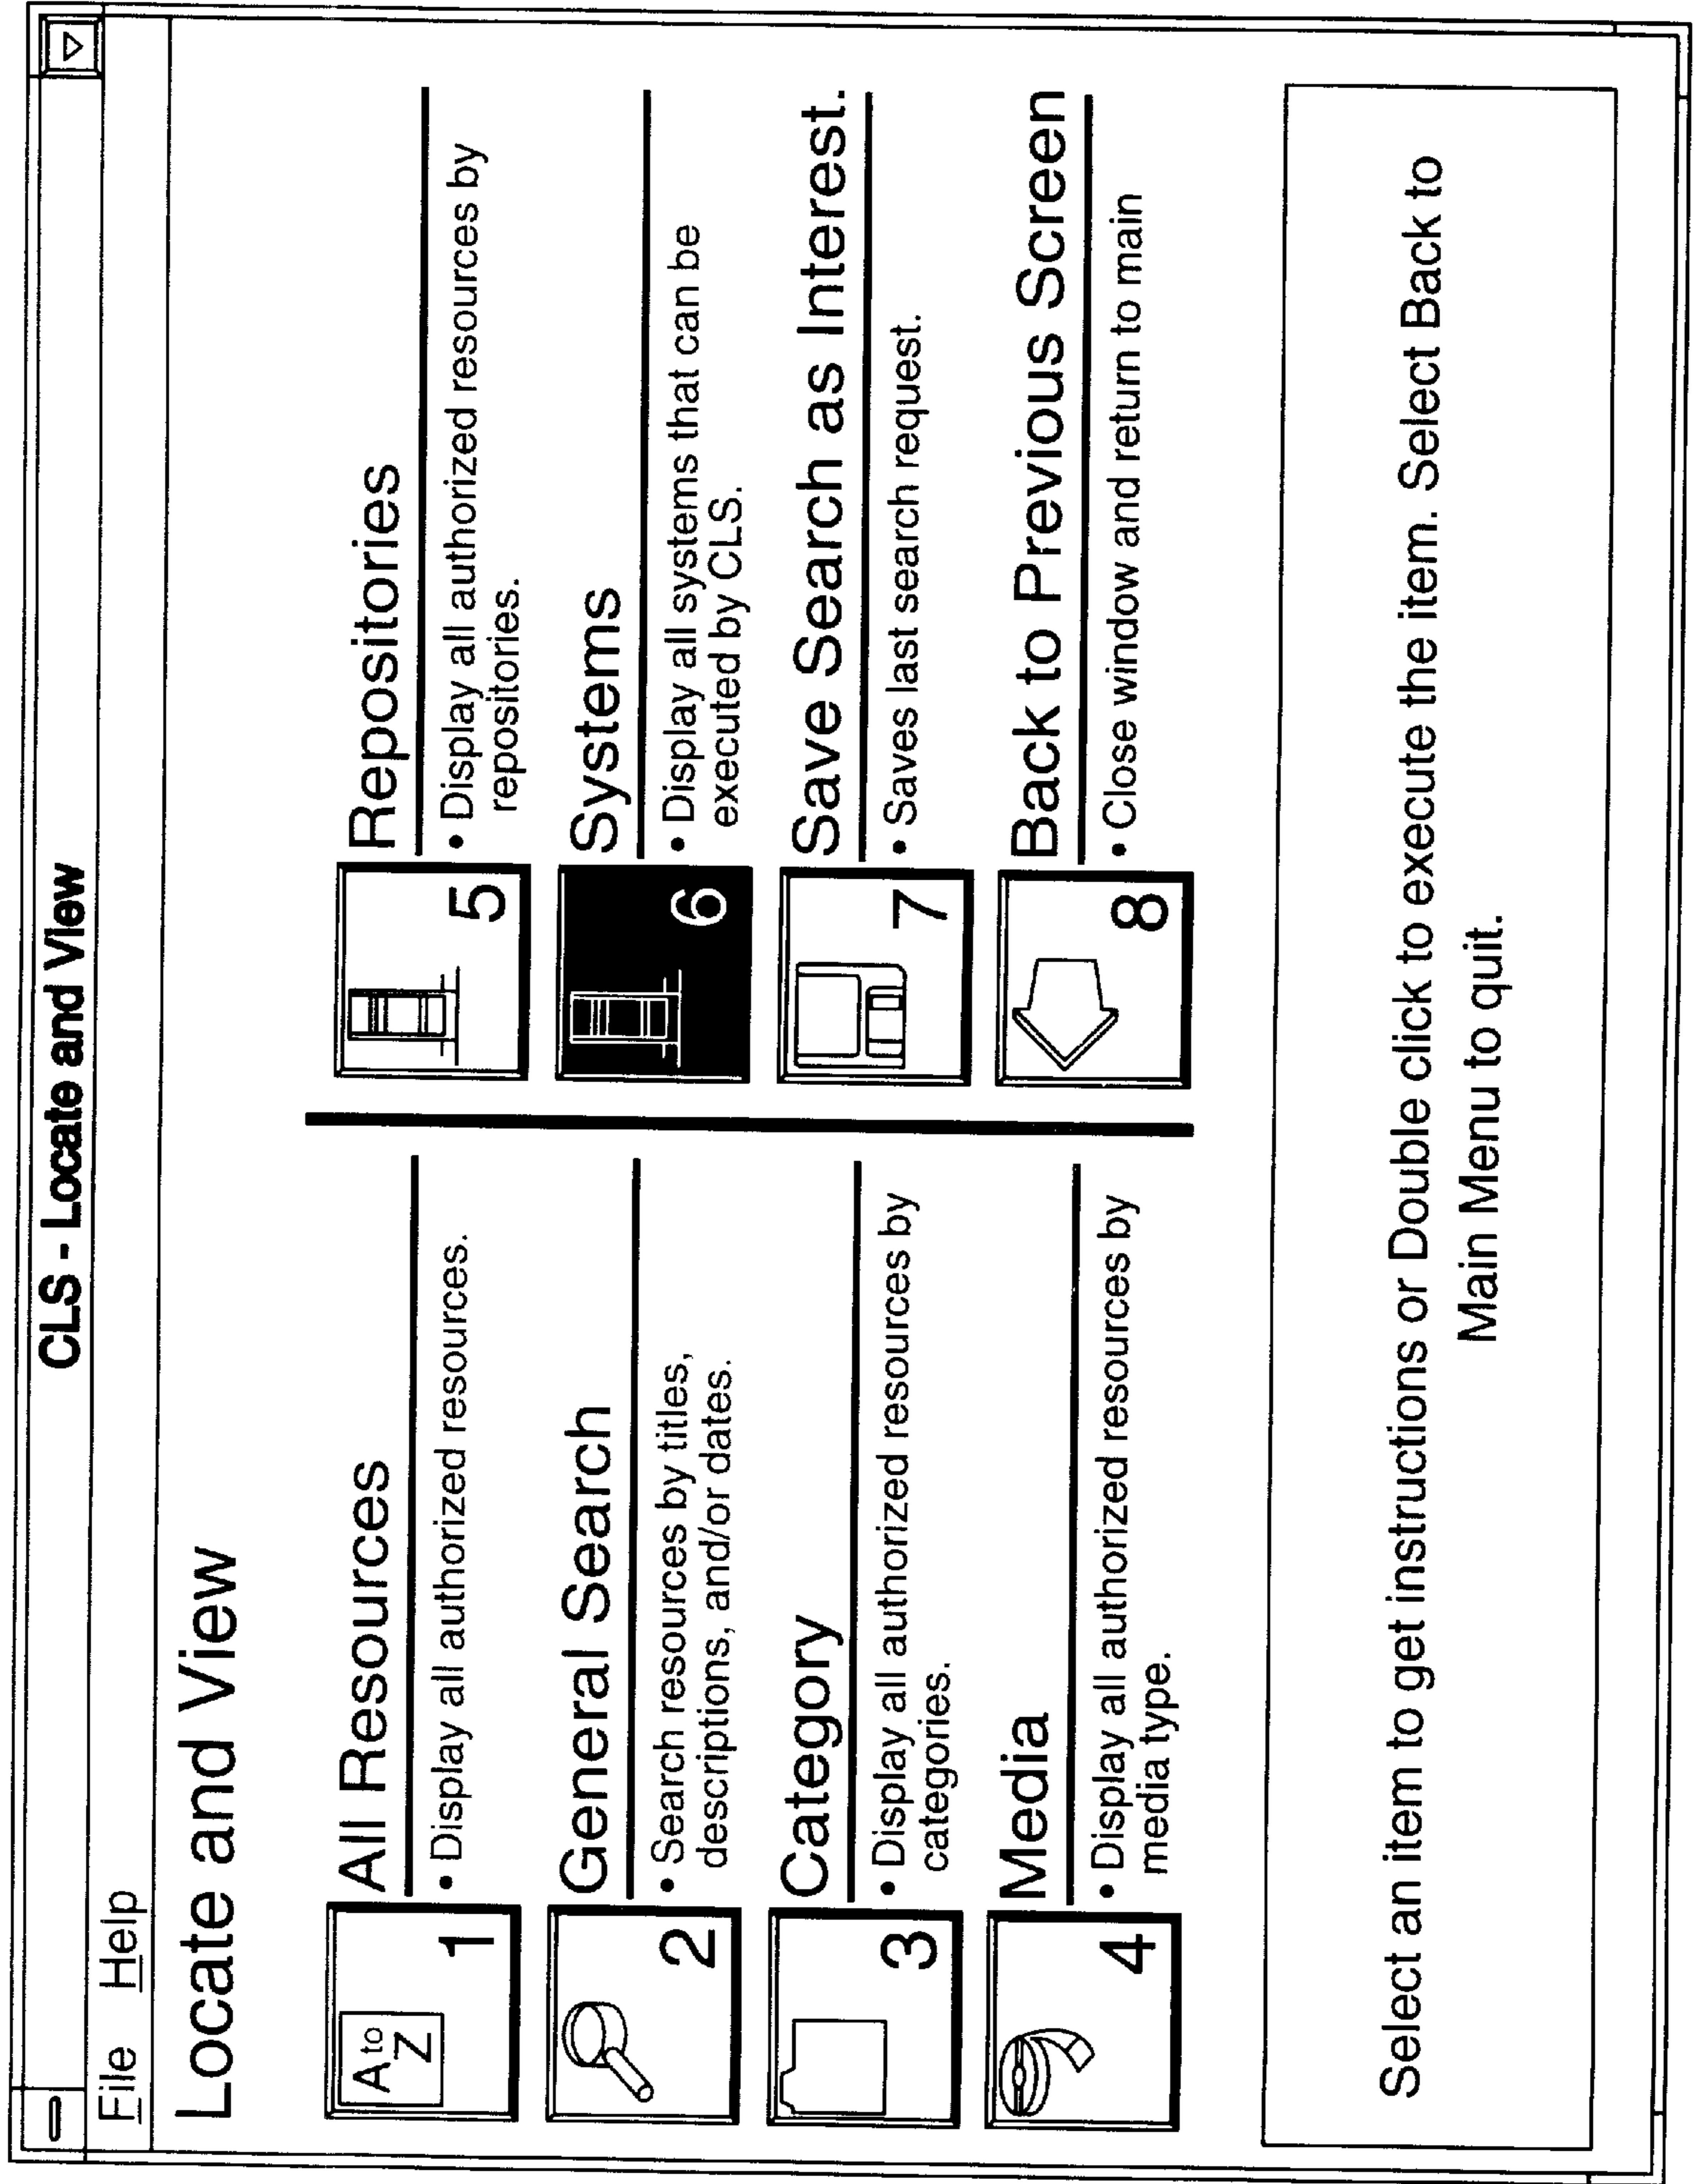 CLS - Locate and View
File Help
Locate and View
A to
Z
1
All Resources
• Display all authorized resources.
2
General Search
• Search resources by titles,
descriptions, and/or dates.
3
Category
• Display all authorized resources by
categories.
4
Media
• Display all authorized resources by
media type.
5
Repositories
• Display all authorized resources by
repositories.
6
Systems
• Display all systems that can be
executed by CLS.
7
Save Search as Interest.
• Saves last search request.
8
Back to Previous Screen
• Close window and return to main
Select an item to get instructions or Double click to execute the item. Select Back to
Main Menu to quit.